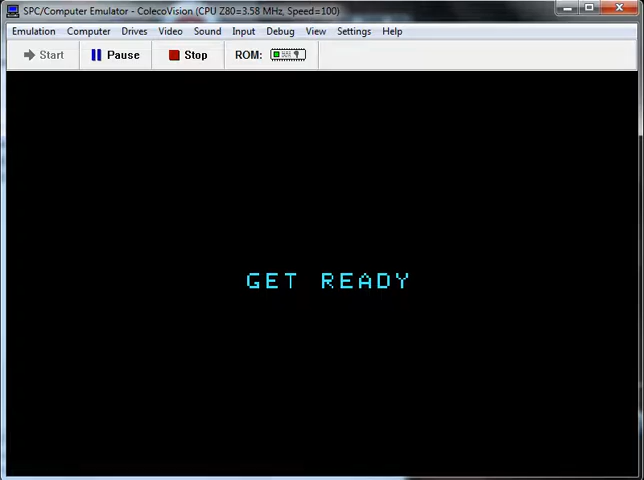 SPC/Computer Emulator - ColecoVision (CPU Z80=3.58 MHz, Speed=100)
Emulation Computer Drives Video Sound Input Debug View Settings Help
Start Pause Stop ROM:
GET READY